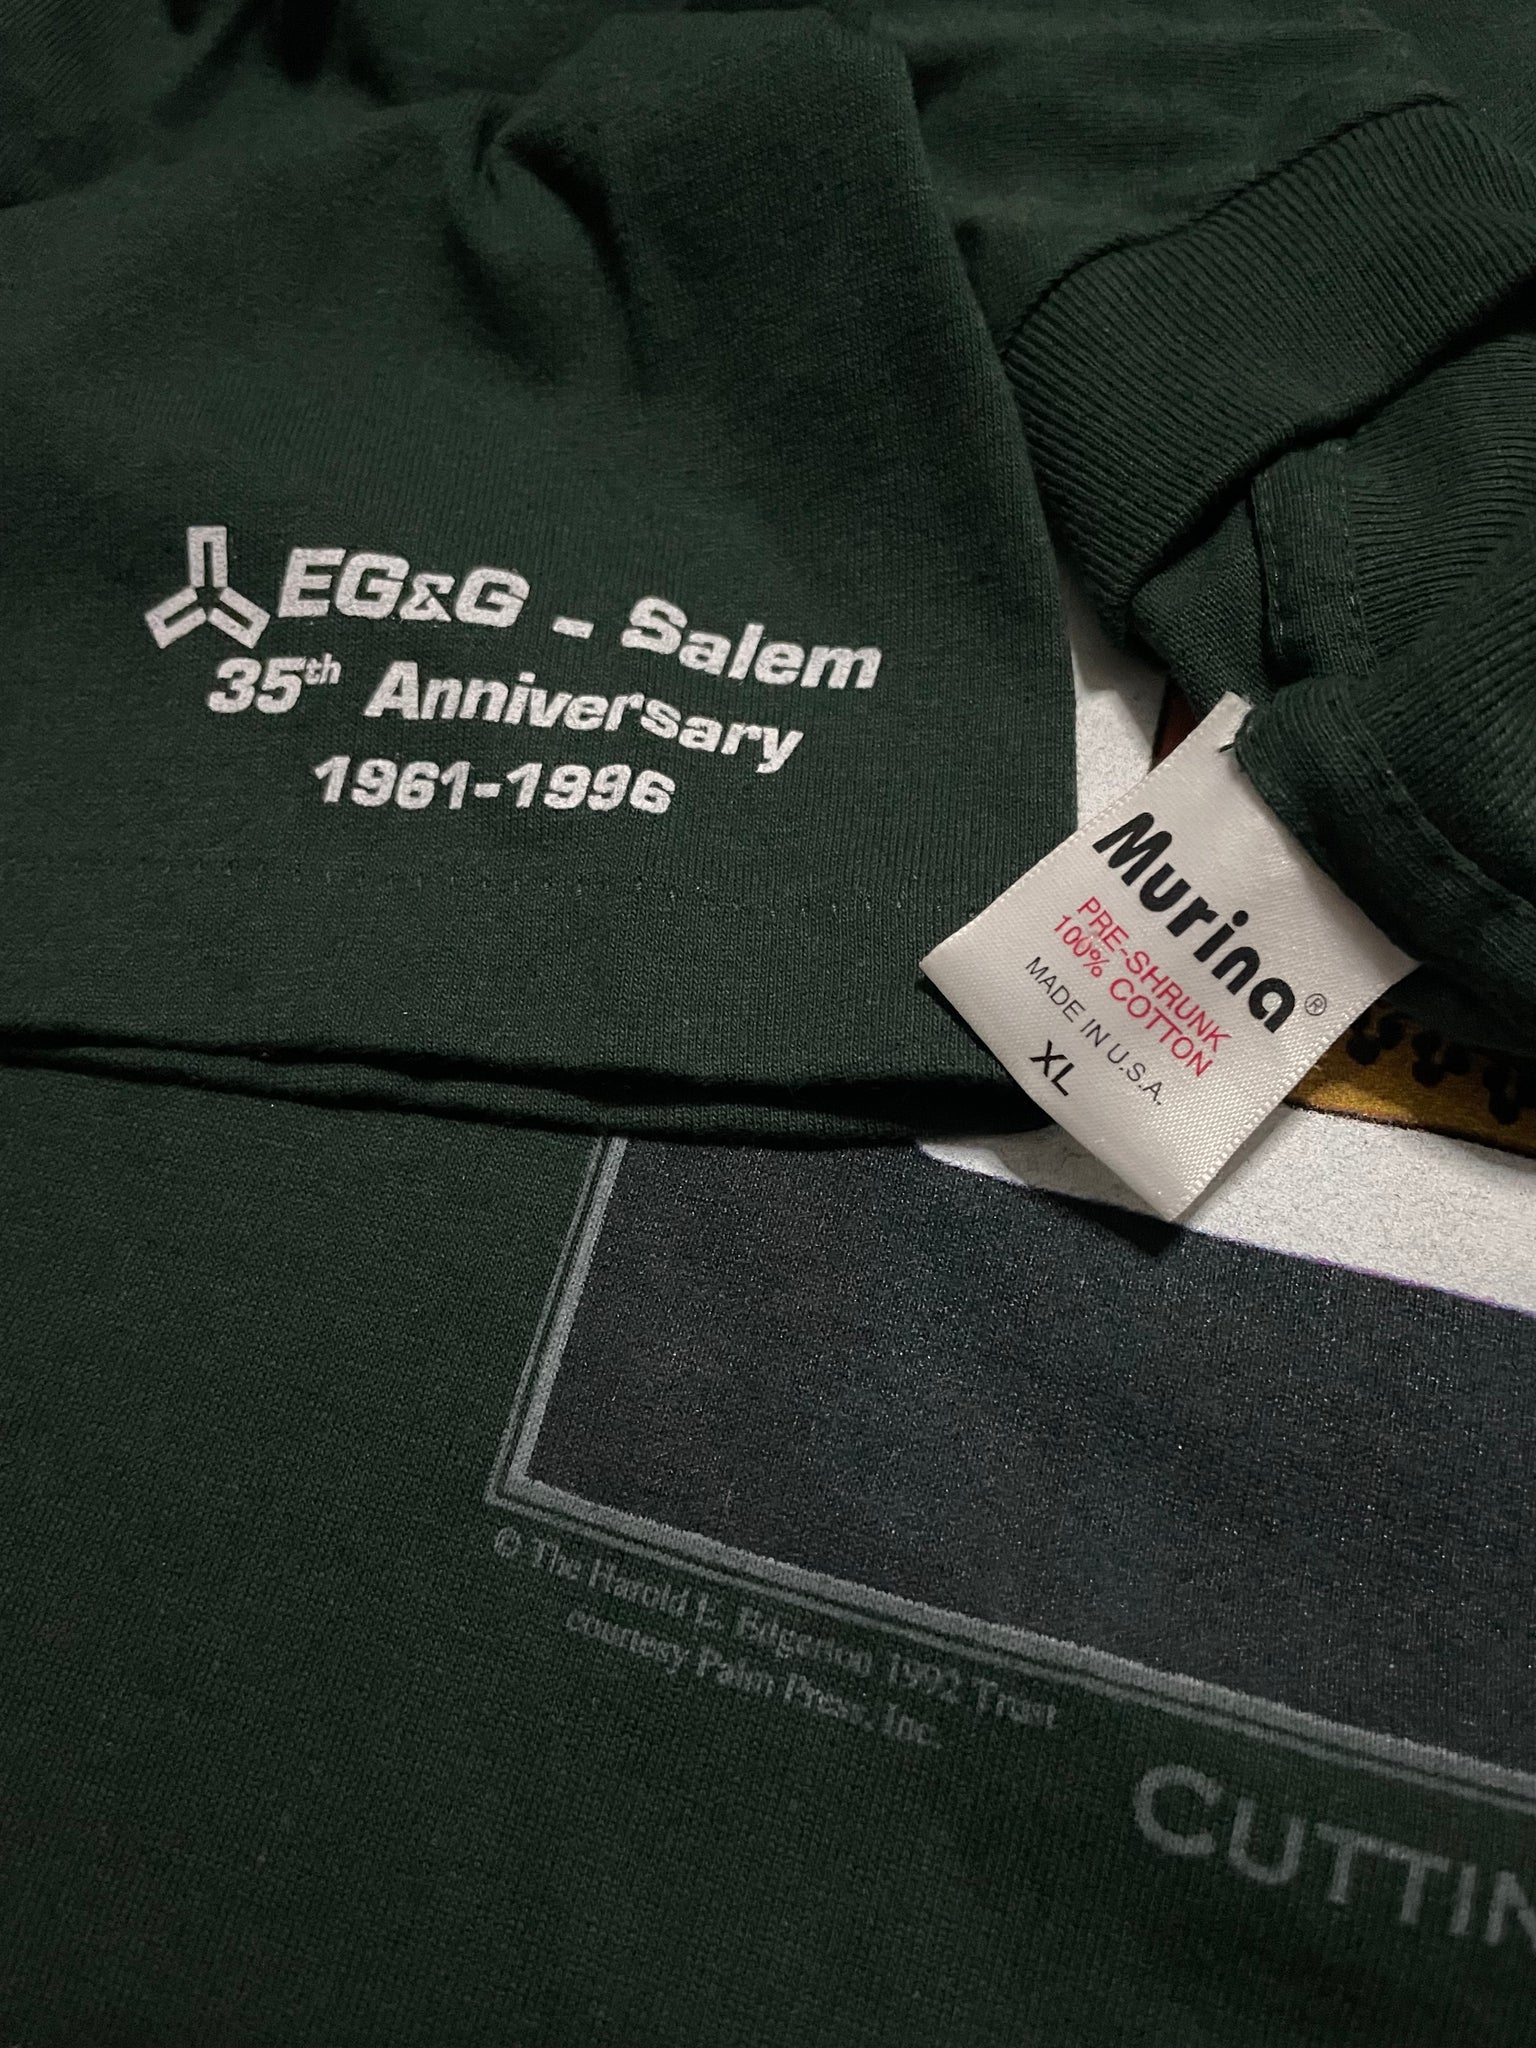 EG&G - Salem
35th Anniversary
1961-1996
Murina®
PRE-SHRUNK
100% COTTON
MADE IN U.S.A.
XL
© The Harold E. Edgerton 1992 Trust
courtesy Palm Press, Inc.
CUTTIN